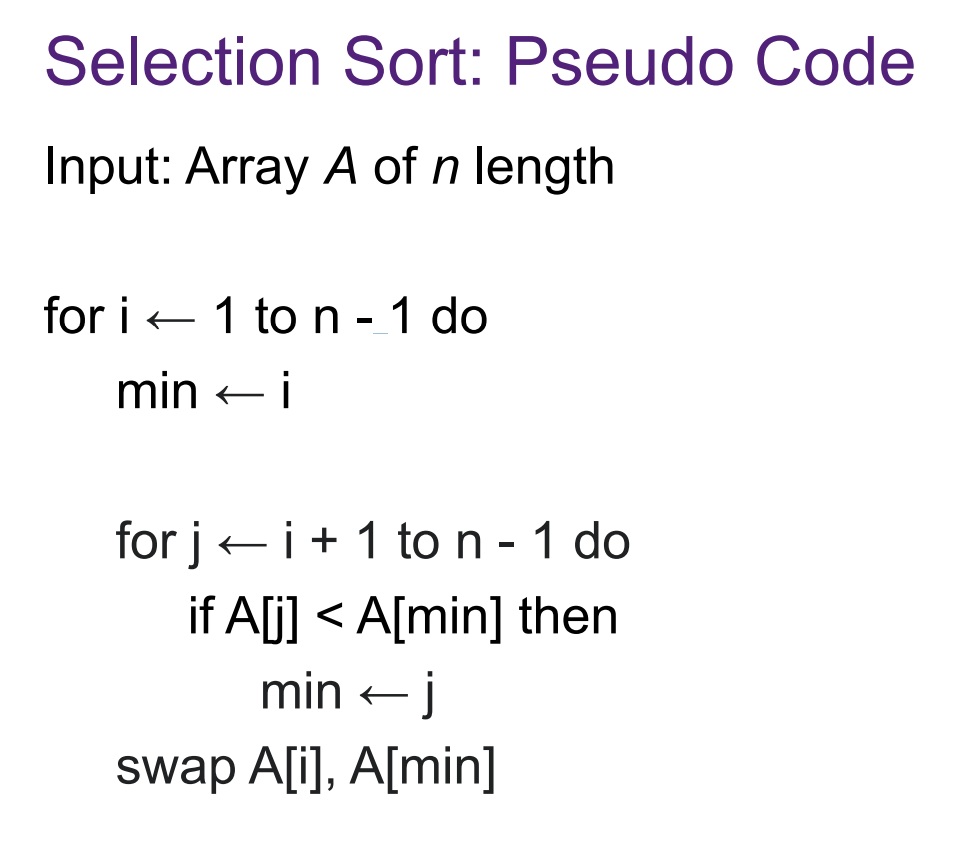 Selection Sort: Pseudo Code
Input: Array A of n length
for i ← 1 to n - 1 do
min ← i
for j ← i + 1 to n - 1 do
if A[j] < A[min] then
min ← j
swap A[i], A[min]